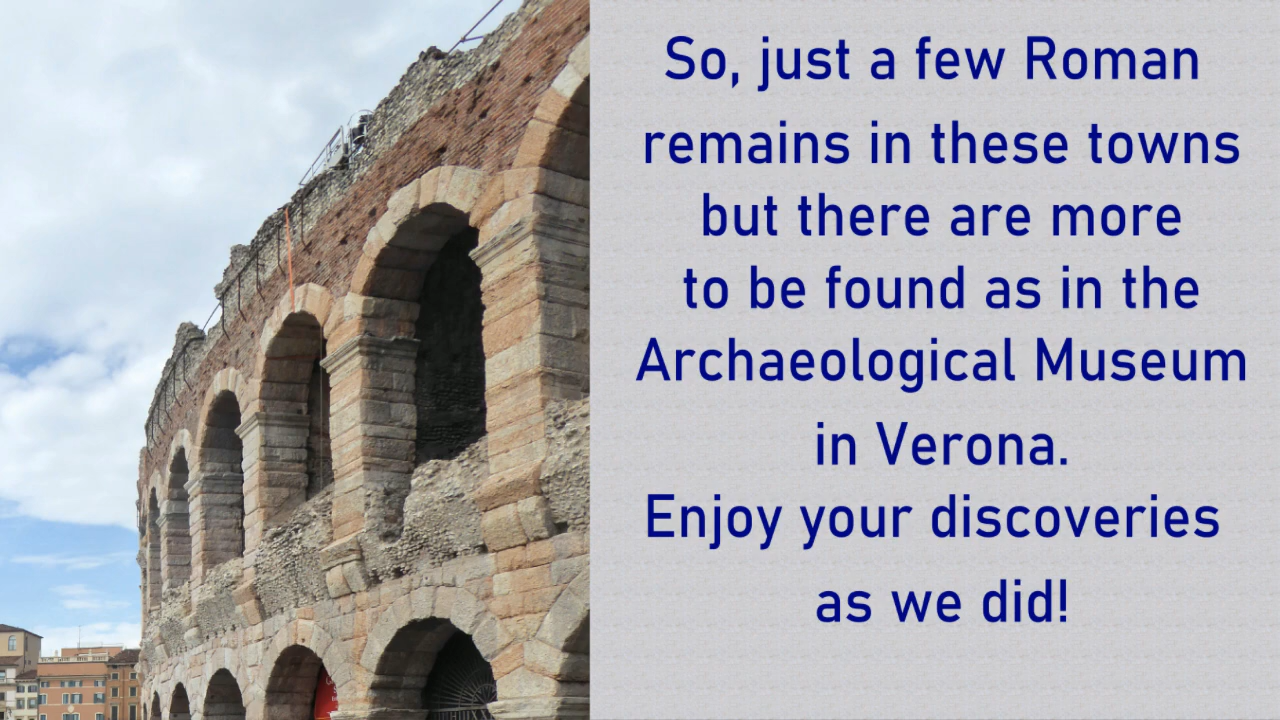 So, just a few Roman
remains in these towns
but there are more
to be found as in the
Archaeological Museum
in Verona.
Enjoy your discoveries
as we did!